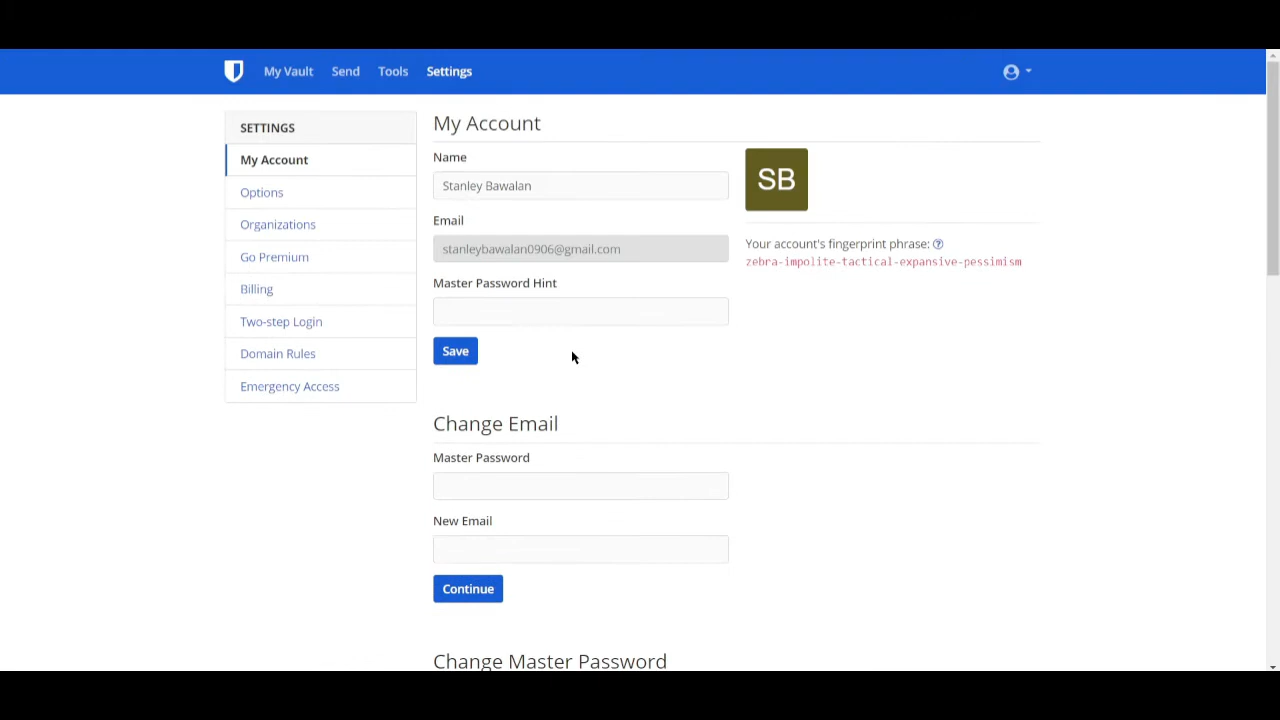 My Vault Send Tools Settings
SETTINGS
My Account
Options
Organizations
Go Premium
Billing
Two-step Login
Domain Rules
Emergency Access
My Account
Name
Stanley Bawalan
Email
stanleybawalan0906@gmail.com
Master Password Hint
Save
SB
Your account's fingerprint phrase:
zebra-impolite-tactical-expansive-pessimism
Change Email
Master Password
New Email
Continue
Change Master Password